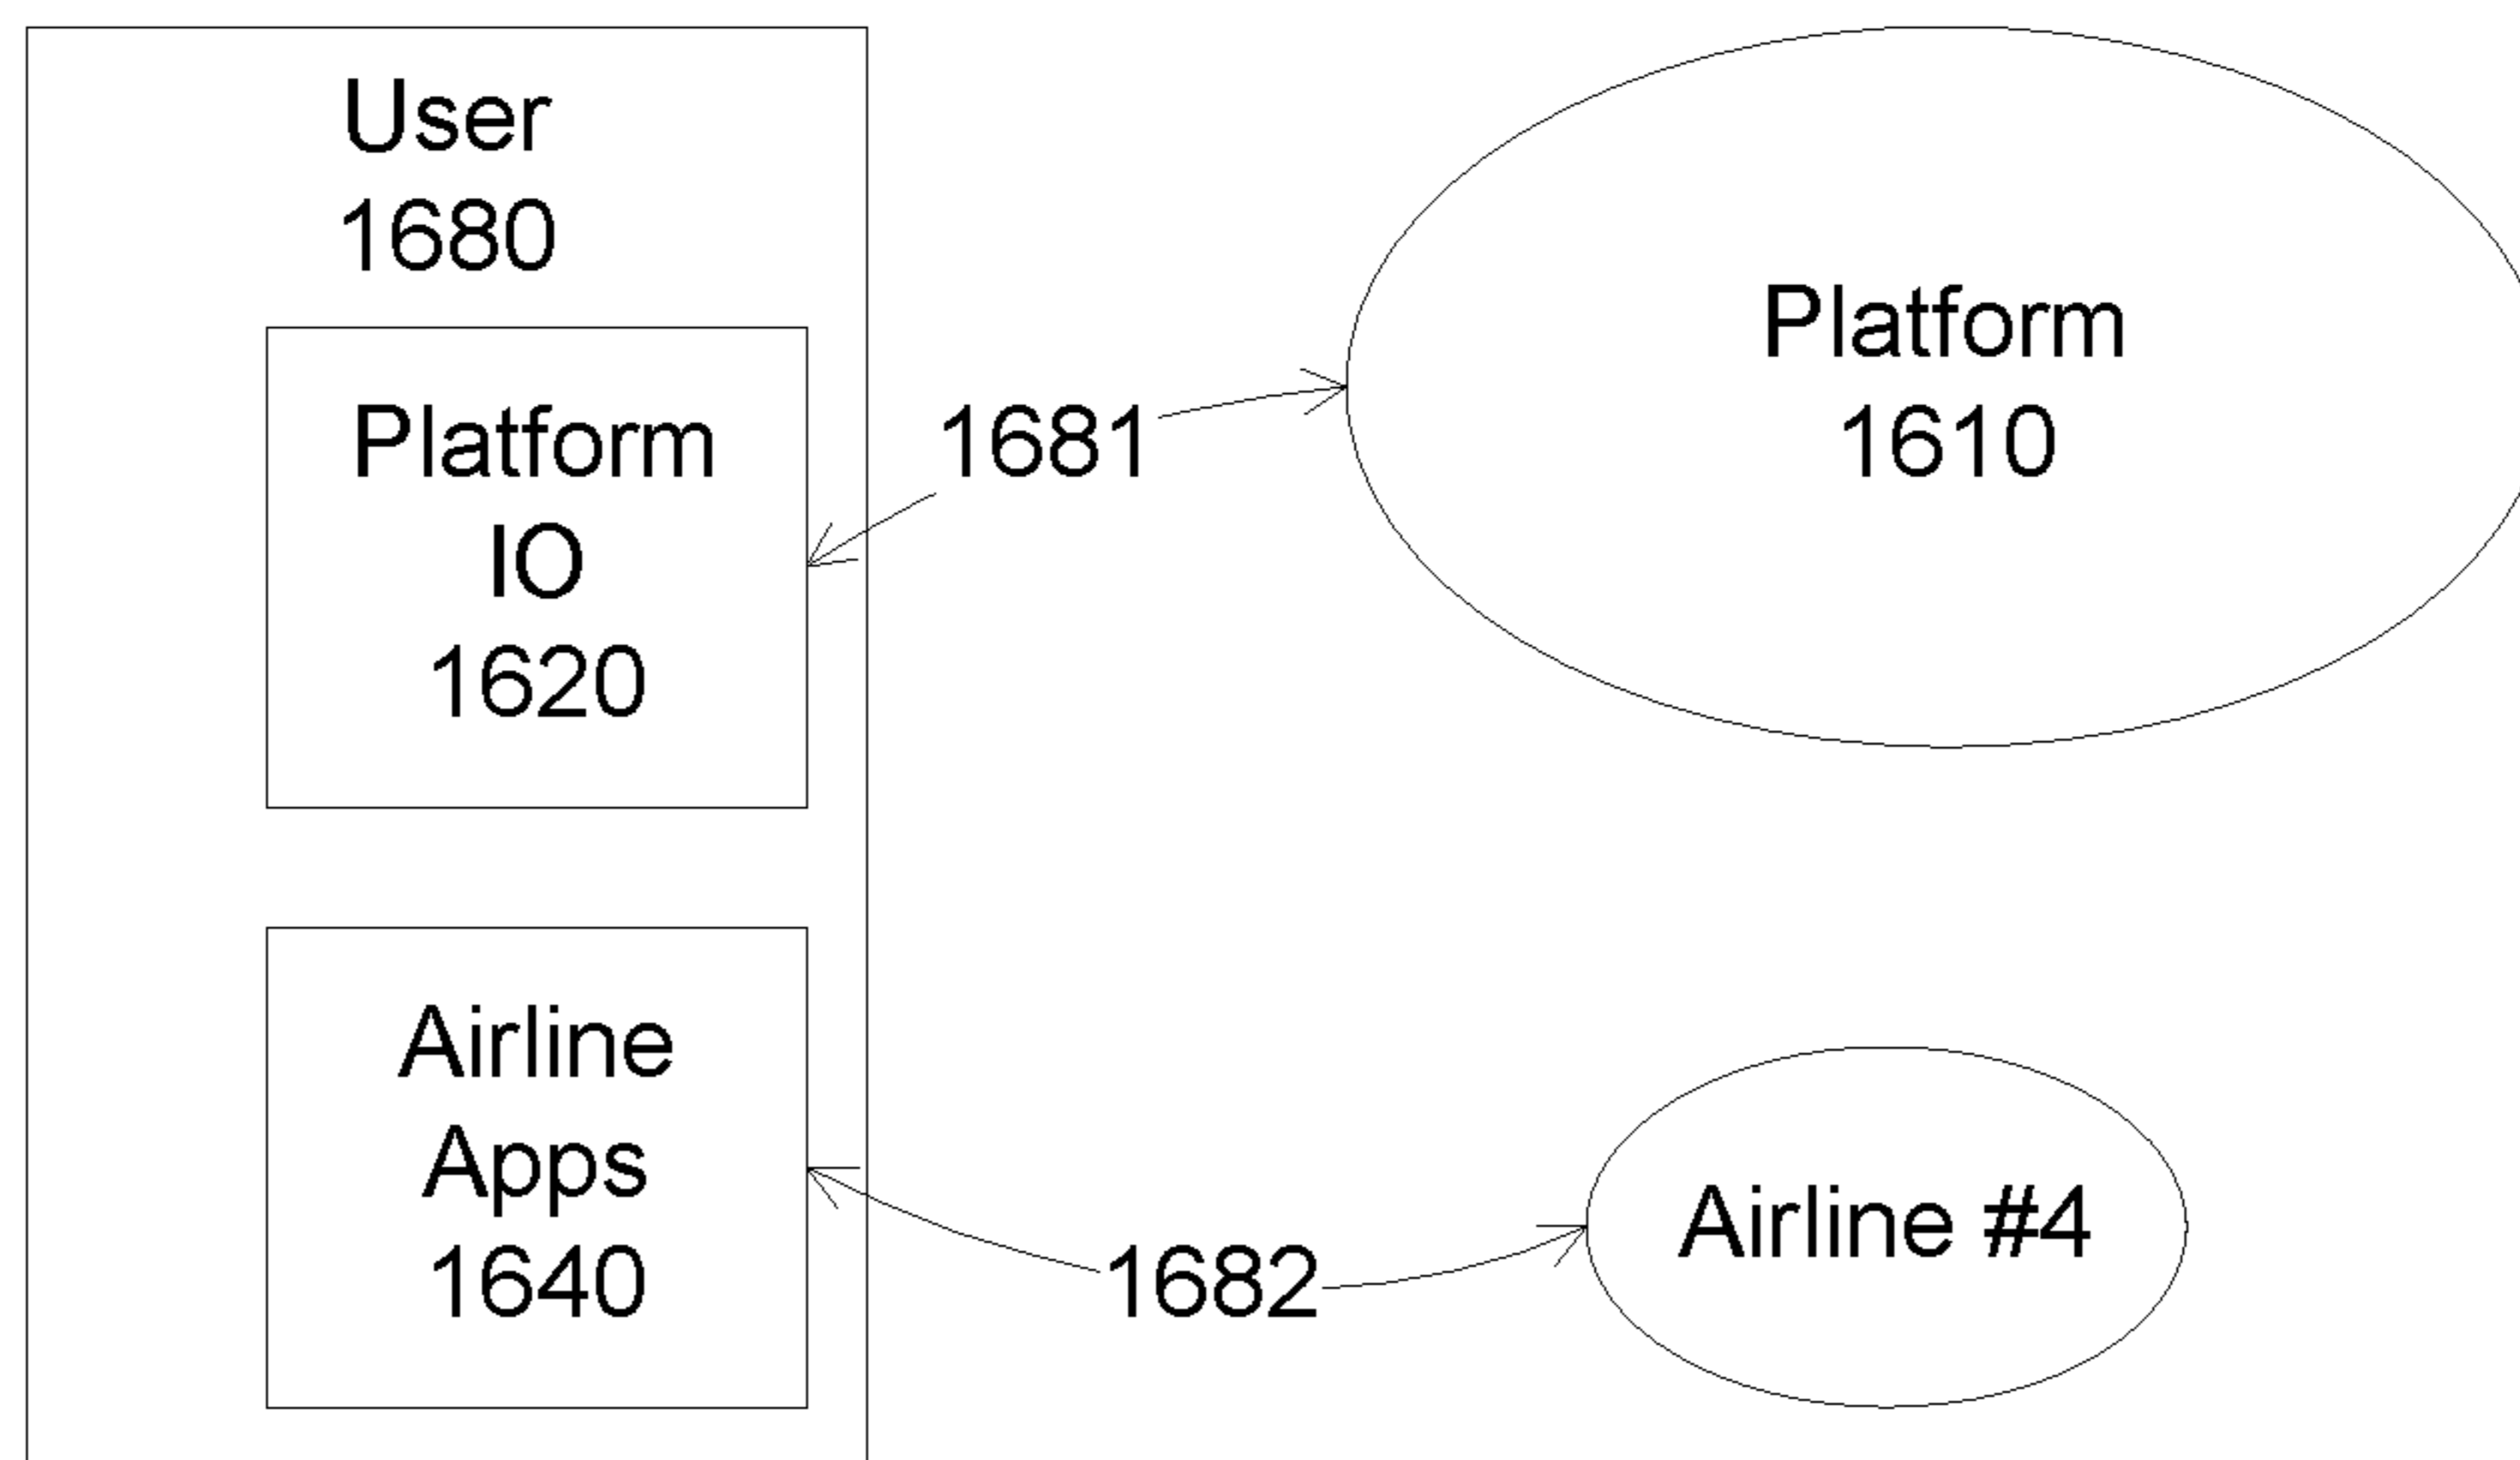 User
1680
Platform
IO
1620
1681
Platform
1610
Airline
Apps
1640
1682
Airline #4